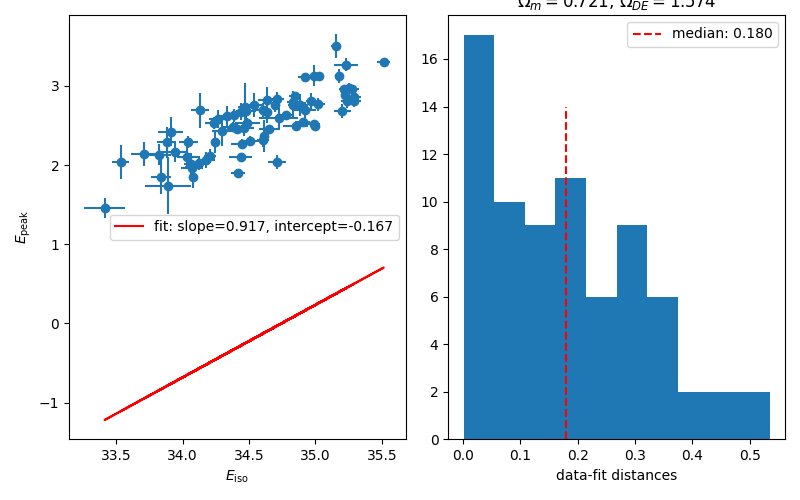 3
2
1
0
−1
E_peak
33.5 34.0 34.5 35.0 35.5
E_iso
fit: slope=0.917, intercept=-0.167
Ω_m = 0.721, Ω_DE = 1.574
16
14
12
10
8
6
4
2
0
0.0 0.1 0.2 0.3 0.4 0.5
data-fit distances
median: 0.180